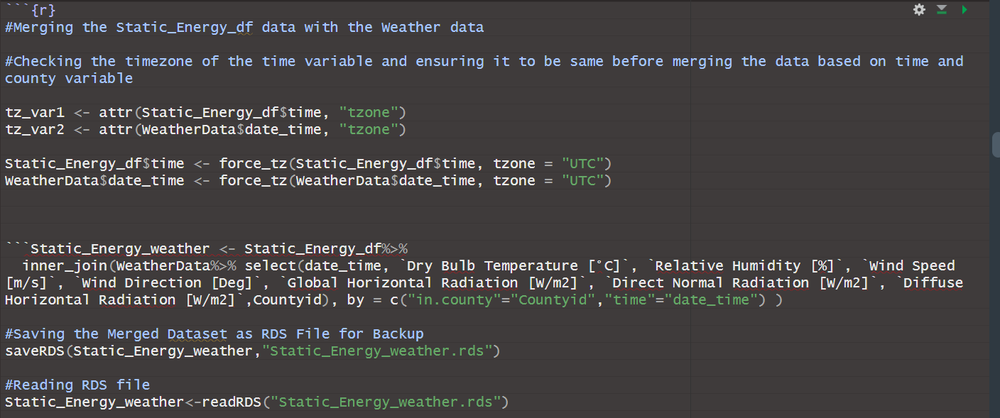 ```{r}
#Merging the Static_Energy_df data with the Weather data
#Checking the timezone of the time variable and ensuring it to be same before merging the data based on time and
county variable
tz_var1 <- attr(Static_Energy_df$time, "tzone")
tz_var2 <- attr(WeatherData$date_time, "tzone")
Static_Energy_df$time <- force_tz(Static_Energy_df$time, tzone = "UTC")
WeatherData$date_time <- force_tz(WeatherData$date_time, tzone = "UTC")
```Static_Energy_weather <- Static_Energy_df%>%
  inner_join(WeatherData%>% select(date_time, `Dry Bulb Temperature [°C]`, `Relative Humidity [%]`, `Wind Speed
[m/s]`, `Wind Direction [Deg]`, `Global Horizontal Radiation [W/m2]`, `Direct Normal Radiation [W/m2]`, `Diffuse
Horizontal Radiation [W/m2]`,Countyid), by = c("in.county"="Countyid","time"="date_time") )
#Saving the Merged Dataset as RDS File for Backup
saveRDS(Static_Energy_weather,"Static_Energy_weather.rds")
#Reading RDS file
Static_Energy_weather<-readRDS("Static_Energy_weather.rds")